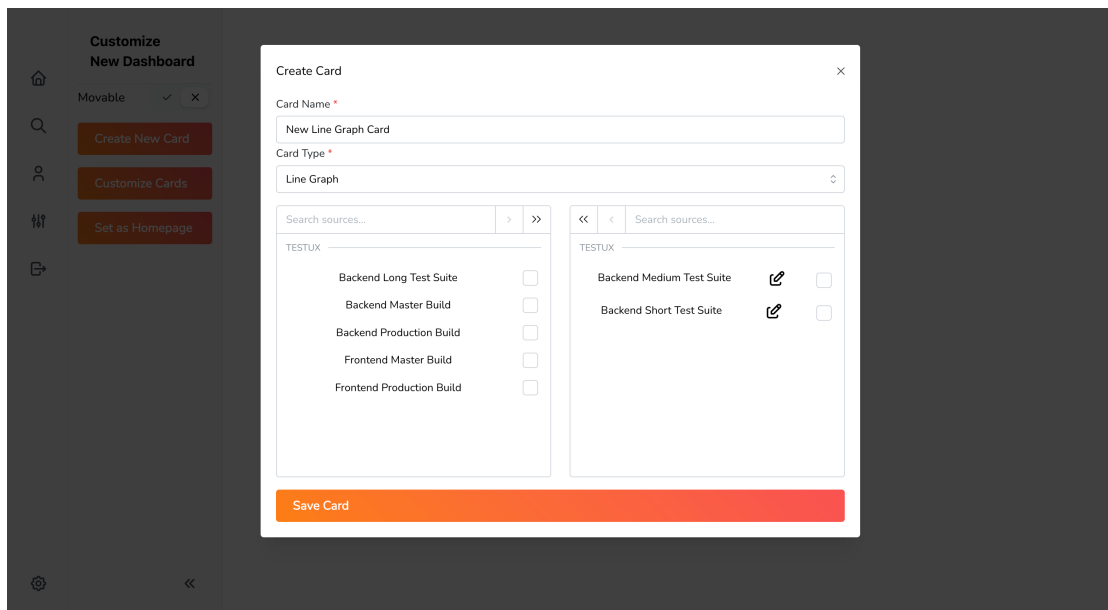 Customize
New Dashboard
Movable
Create New Card
Customize Cards
Set as Homepage
Create Card
Card Name *
New Line Graph Card
Card Type *
Line Graph
Search sources...
TESTUX
Backend Long Test Suite
Backend Master Build
Backend Production Build
Frontend Master Build
Frontend Production Build
Search sources...
TESTUX
Backend Medium Test Suite
Backend Short Test Suite
Save Card